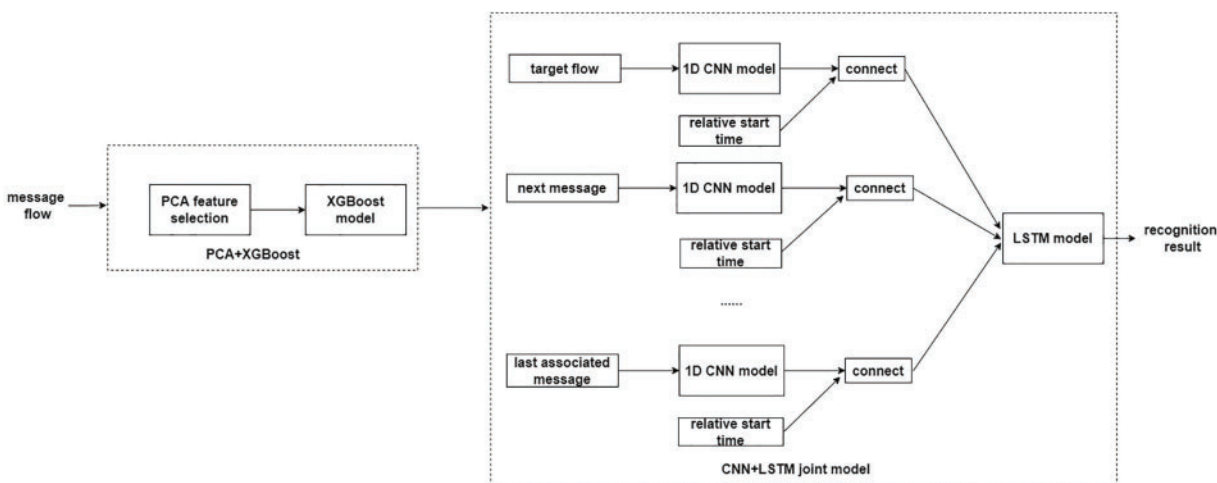 message
flow
PCA feature
selection
XGBoost
model
PCA+XGBoost
target flow
1D CNN model
connect
relative start
time
next message
1D CNN model
connect
relative start
time
......
last associated
message
1D CNN model
connect
relative start
time
CNN+LSTM joint model
LSTM model
recognition
result